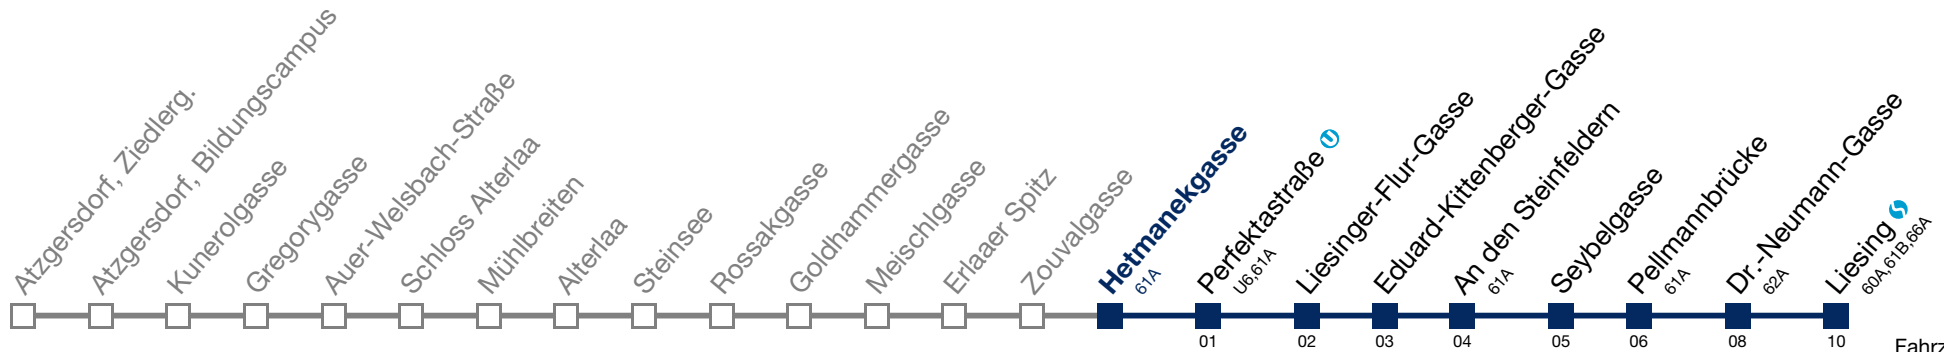 Atzgersdorf, Ziedlerg.
Atzgersdorf, Bildungscampus
Kunerolgasse
Gregorygasse
Auer-Welsbach-Straße
Schloss Alterlaa
Mühlbreiten
Alterlaa
Steinsee
Rossakgasse
Goldhammergasse
Meischlgasse
Erlaaer Spitz
Zouvalgasse
Hetmanekgasse
61A
Perfektastraße U
U6,61A
Liesinger-Flur-Gasse
Eduard-Kittenberger-Gasse
An den Steinfeldern
61A
Seybelgasse
Pellmannbrücke
61A
Dr.-Neumann-Gasse
62A
Liesing S
60A,61B,66A
01 02 03 04 05 06 08 10
Fahrz